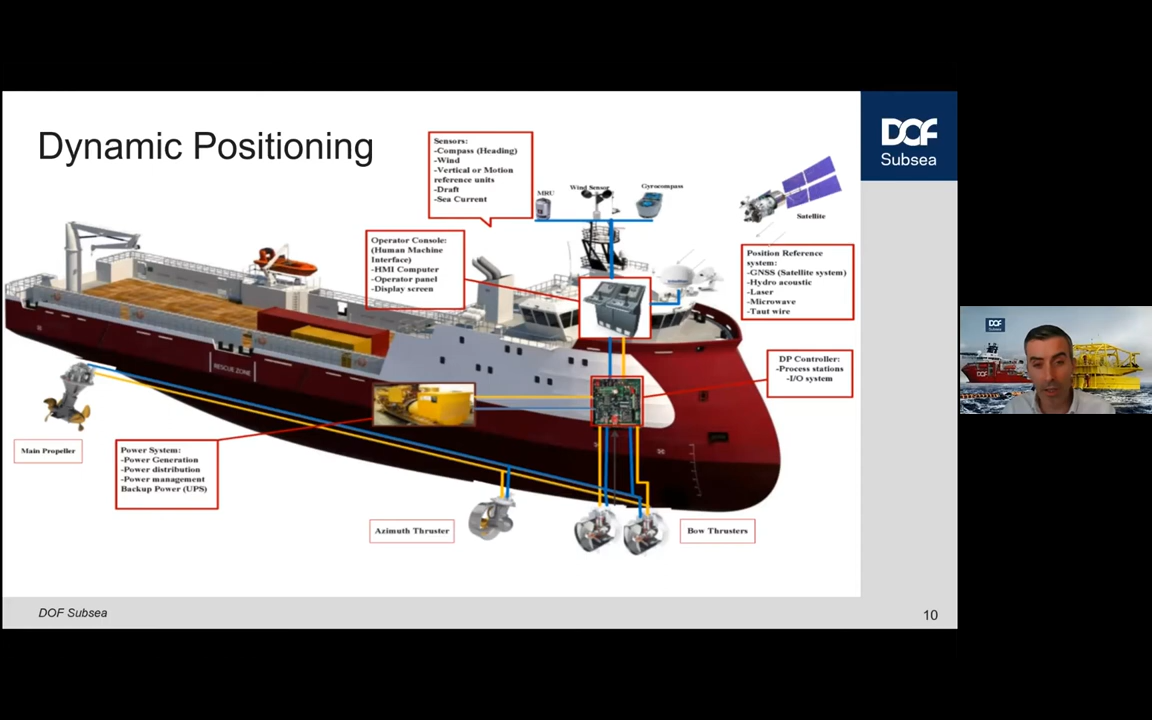 Dynamic Positioning
Sensors:
-Compass (Heading)
-Wind
-Vertical or Motion
reference units
-Draft
-Sea Current
MRU
Wind Sensor
Gyrocompass
Satellite
DOF
Subsea
Operator Console:
(Human Machine
Interface)
-HMI Computer
-Operator panel
-Display screen
Position Reference
system:
-GNSS (Satellite system)
-Hydro acoustic
-Laser
-Microwave
-Taut wire
DP Controller:
-Process stations
-I/O system
RESCUE ZONE
Main Propeller
Power System:
-Power Generation
-Power distribution
-Power management
Backup Power (UPS)
Azimuth Thruster
Bow Thrusters
DOF Subsea
10
DOF
DOF